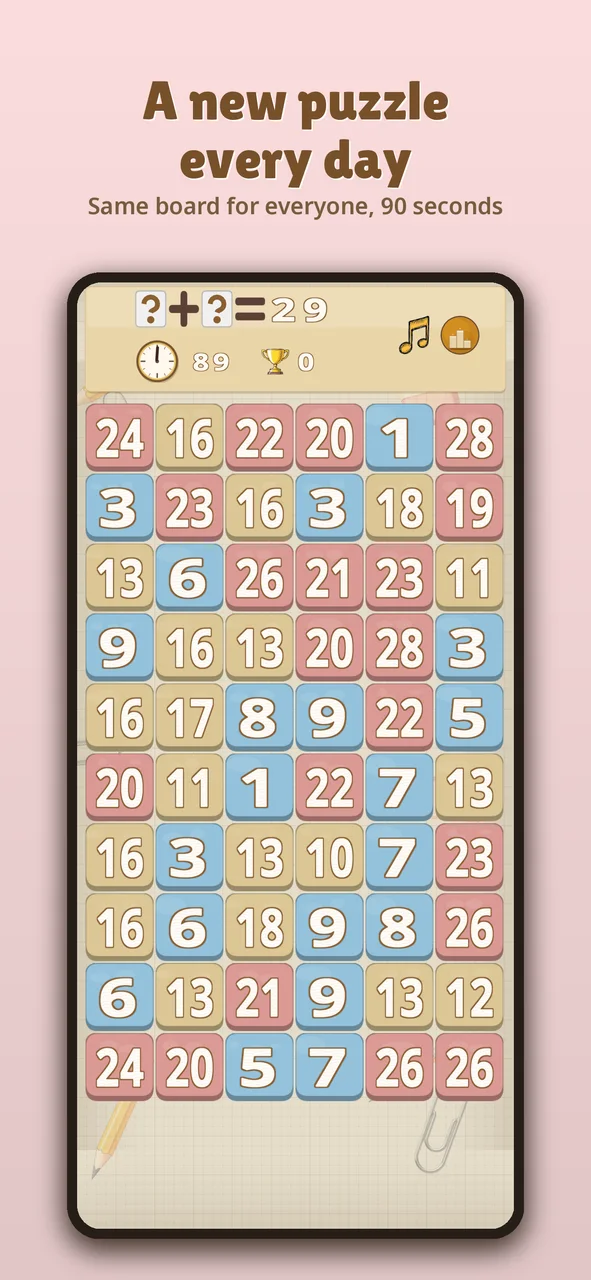 A new puzzle
every day
Same board for everyone, 90 seconds
?+?=29
89 0
24 16 22 20 1 28
3 23 16 3 18 19
13 6 26 21 23 11
9 16 13 20 28 3
16 17 8 9 22 5
20 11 1 22 7 13
16 3 13 10 7 23
16 6 18 9 8 26
6 13 21 9 13 12
24 20 5 7 26 26